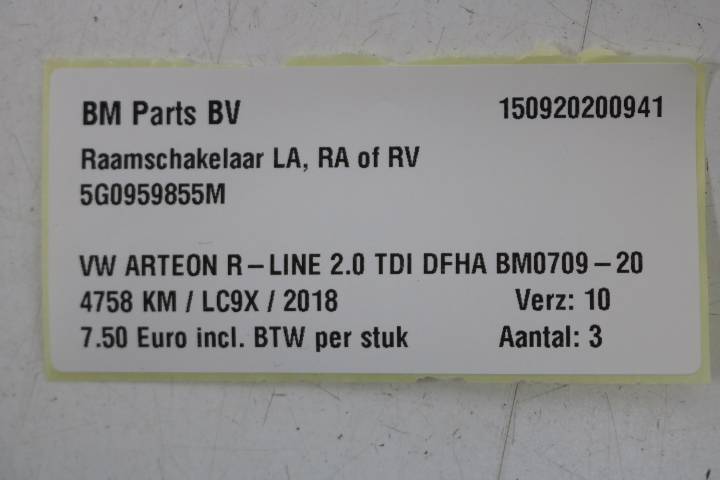 BM Parts BV 150920200941
Raamschakelaar LA, RA of RV
5G0959855M
VW ARTEON R-LINE 2.0 TDI DFHA BM0709-20
4758 KM / LC9X / 2018 Verz: 10
7.50 Euro incl. BTW per stuk Aantal: 3